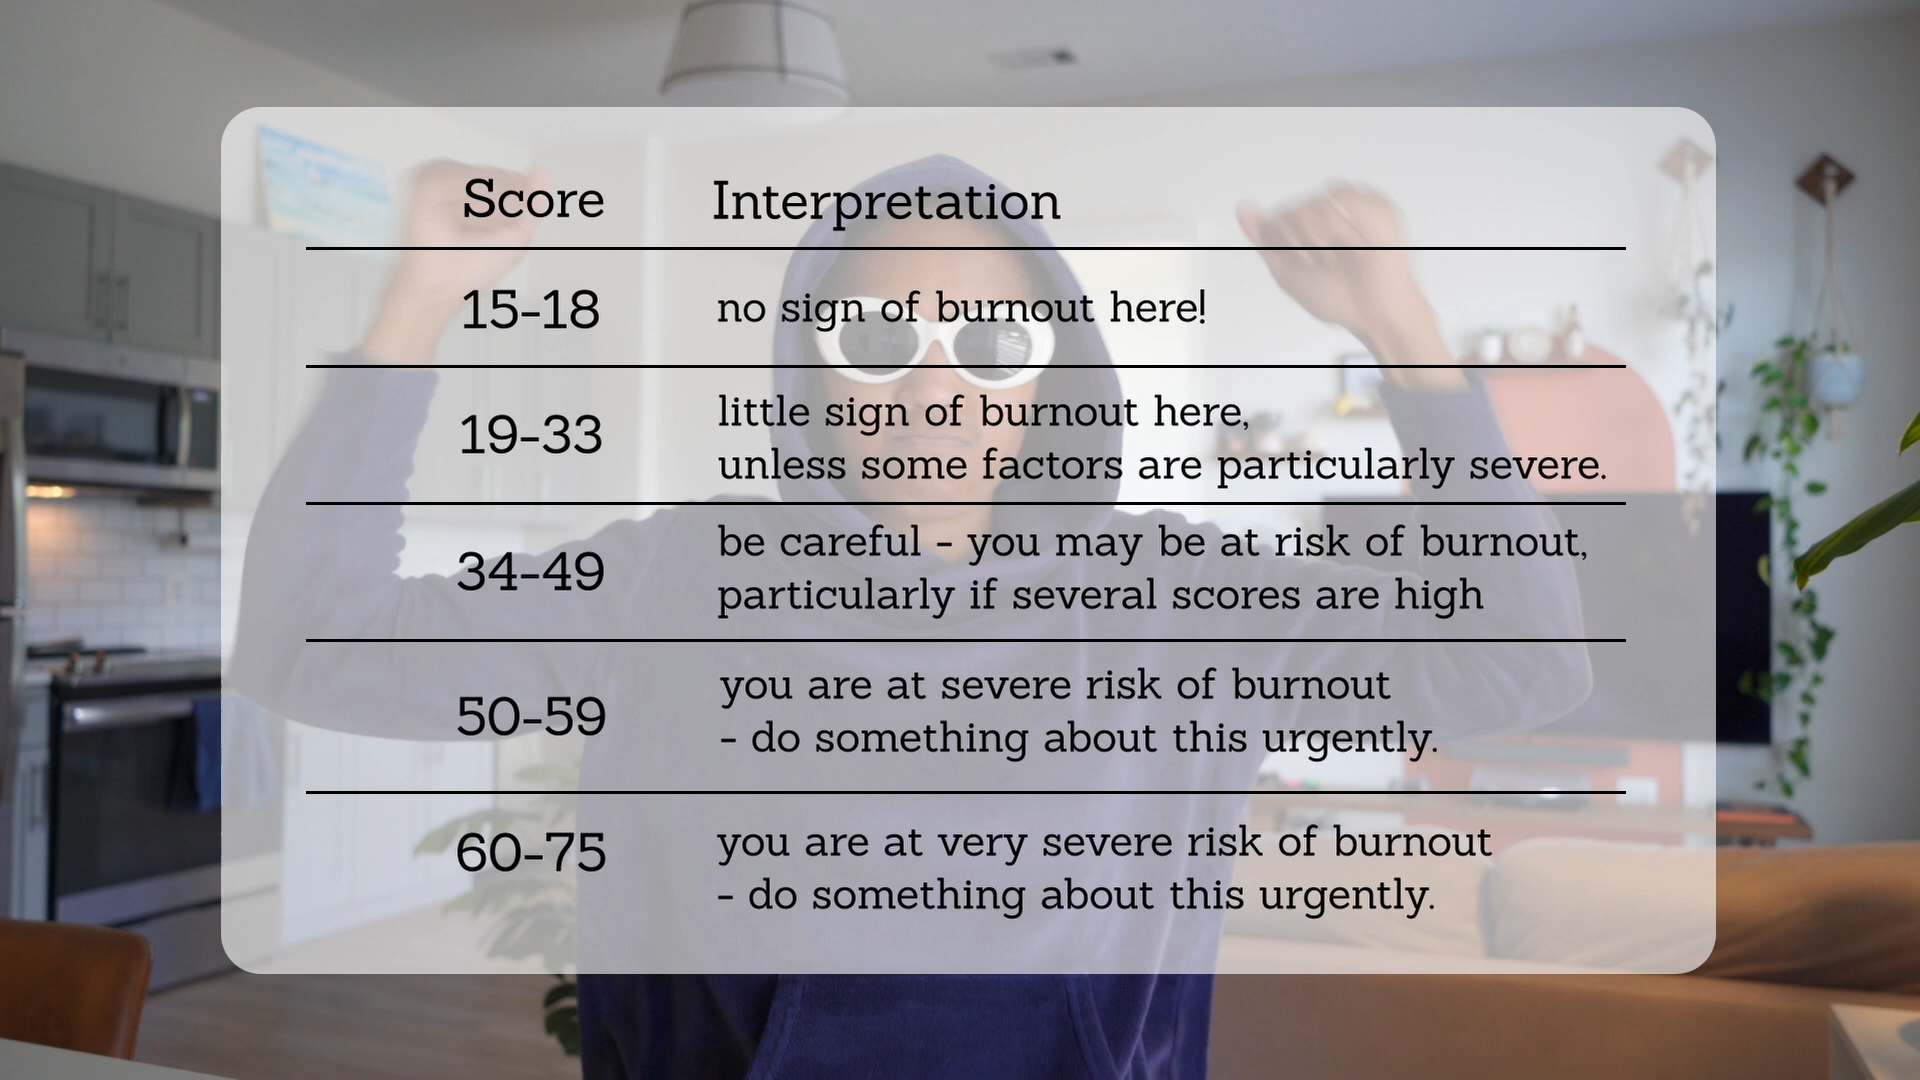 Score Interpretation
15-18 no sign of burnout here!
19-33 little sign of burnout here,
unless some factors are particularly severe.
34-49 be careful - you may be at risk of burnout,
particularly if several scores are high
50-59 you are at severe risk of burnout
- do something about this urgently.
60-75 you are at very severe risk of burnout
- do something about this urgently.